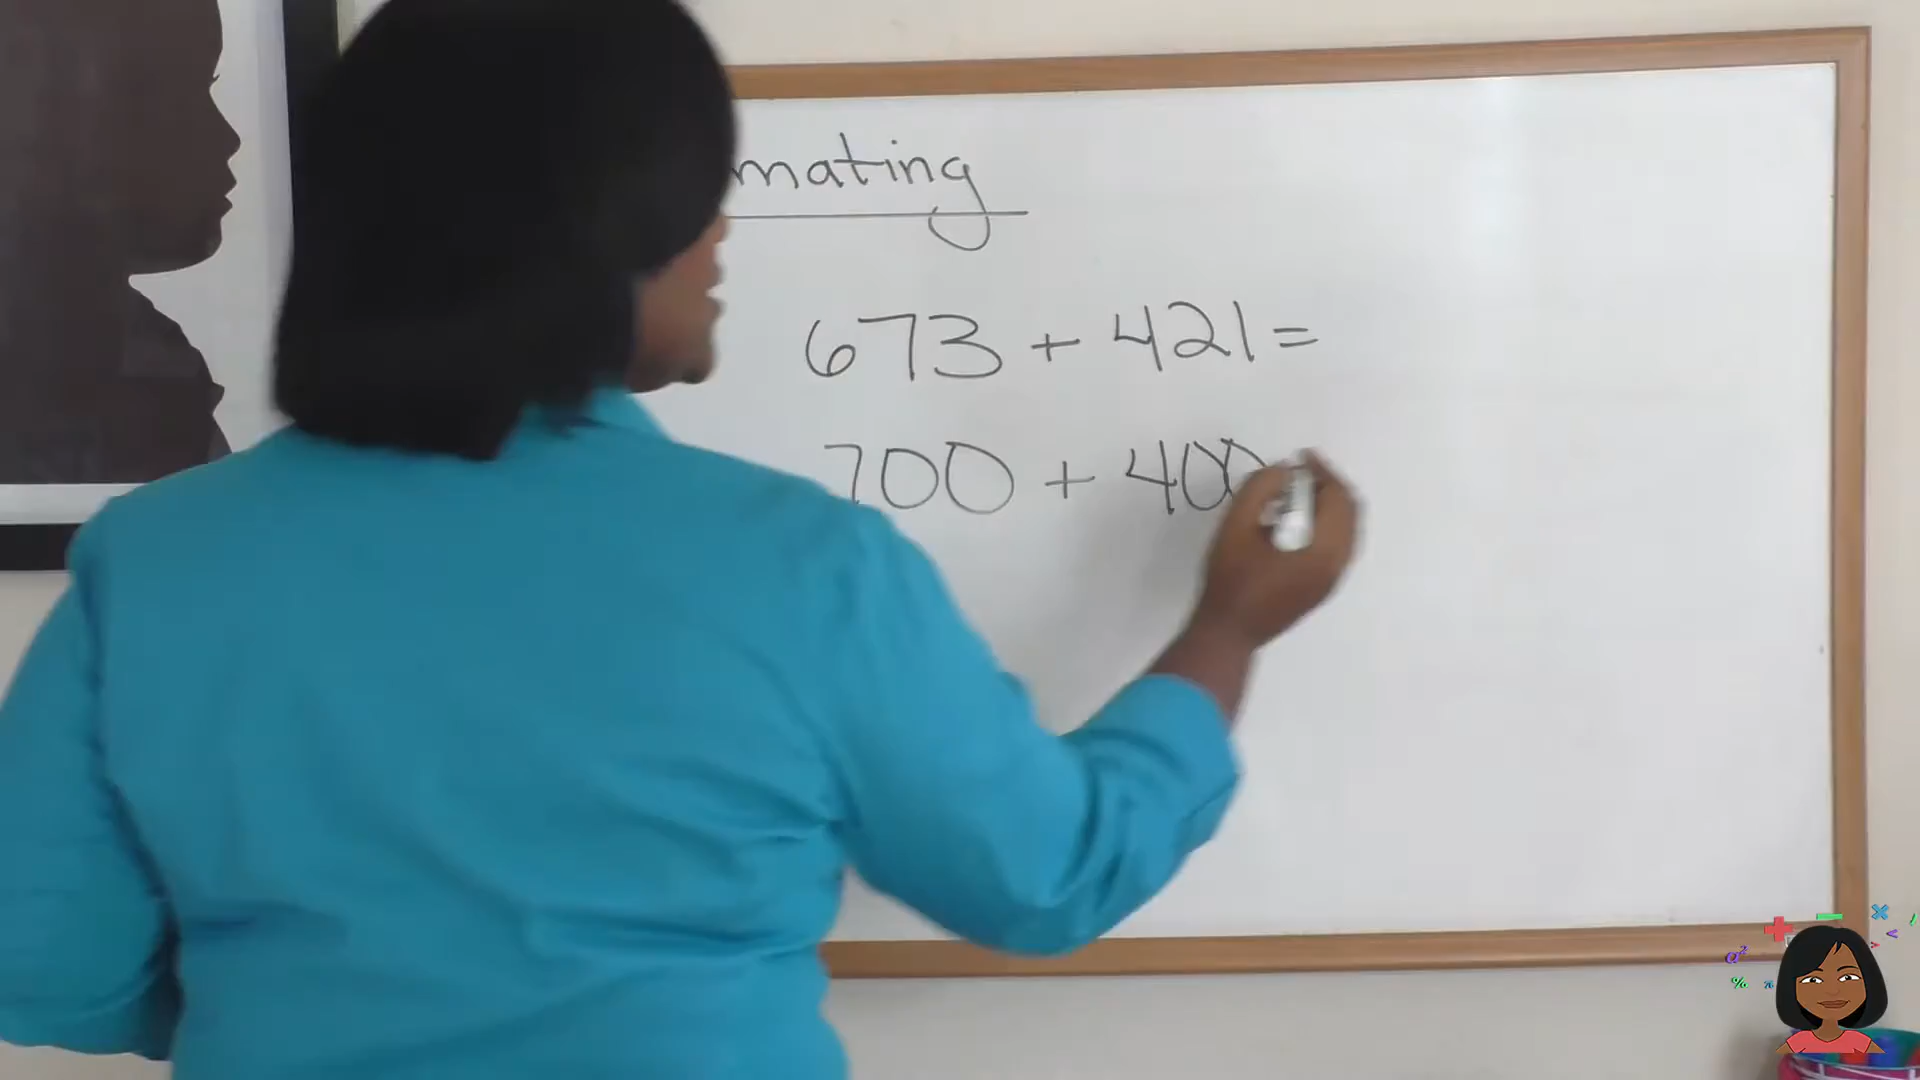 mating
673 + 421 =
700 + 400